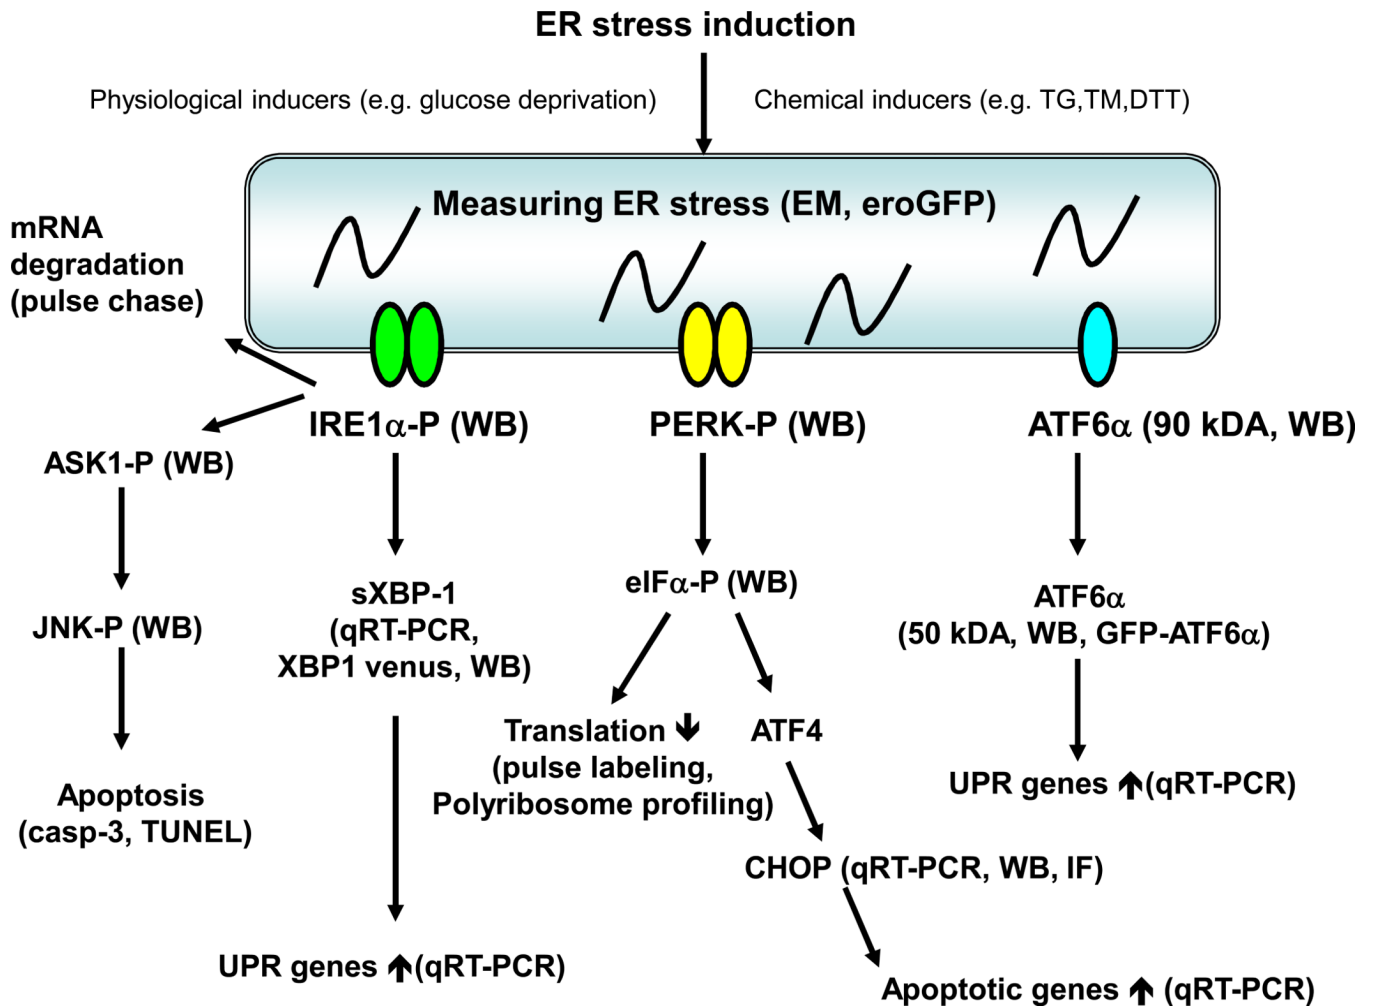 ER stress induction
Physiological inducers (e.g. glucose deprivation)
Chemical inducers (e.g. TG,TM,DTT)
Measuring ER stress (EM, eroGFP)
mRNA
degradation
(pulse chase)
IRE1α-P (WB)
PERK-P (WB)
ATF6α (90 kDA, WB)
ASK1-P (WB)
JNK-P (WB)
Apoptosis
(casp-3, TUNEL)
sXBP-1
(qRT-PCR,
XBP1 venus, WB)
UPR genes 🡹(qRT-PCR)
eIFα-P (WB)
Translation 🡻
(pulse labeling,
Polyribosome profiling)
ATF4
CHOP (qRT-PCR, WB, IF)
Apoptotic genes 🡹 (qRT-PCR)
ATF6α
(50 kDA, WB, GFP-ATF6α)
UPR genes 🡹(qRT-PCR)